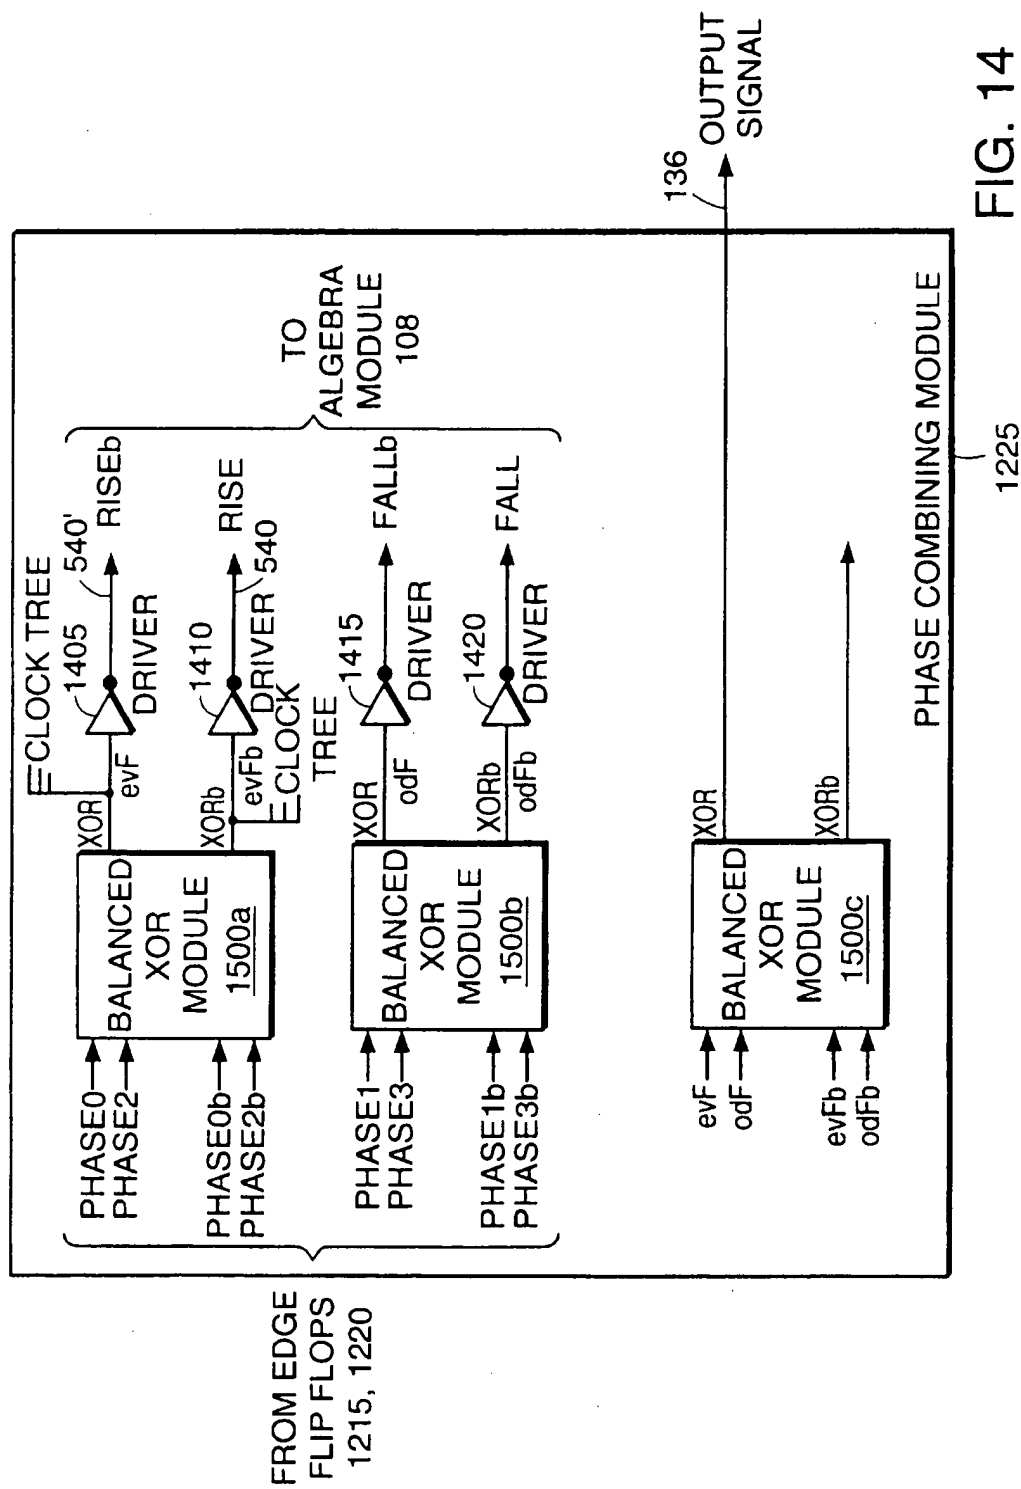 FROM EDGE
FLIP FLOPS
1215, 1220
PHASE0
PHASE2
PHASE0b
PHASE2b
BALANCED
XOR
MODULE
1500a
XOR
evF
XORb
evFb
CLOCK TREE
1405
DRIVER
540'
RISEb
1410
DRIVER
540
RISE
CLOCK
TREE
PHASE1
PHASE3
PHASE1b
PHASE3b
BALANCED
XOR
MODULE
1500b
XOR
odF
XORb
odFb
1415
DRIVER
FALLb
1420
DRIVER
FALL
TO
ALGEBRA
MODULE
108
evF
odF
evFb
odFb
BALANCED
XOR
MODULE
1500c
XOR
XORb
136
OUTPUT
SIGNAL
PHASE COMBINING MODULE
1225
FIG. 14